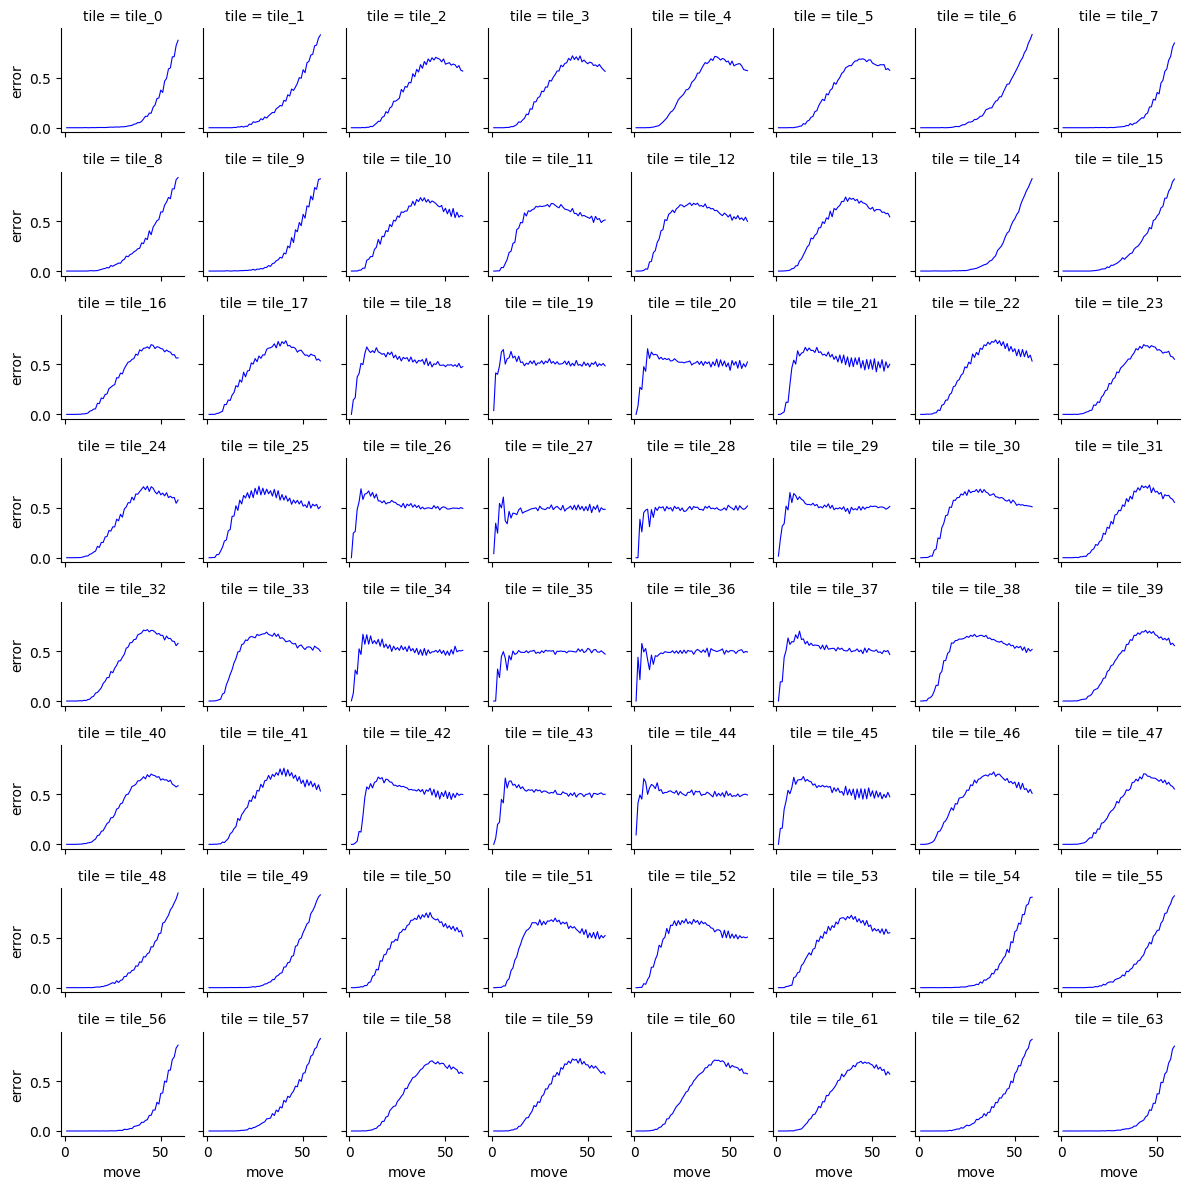 tile = tile_0 tile = tile_1 tile = tile_2 tile = tile_3 tile = tile_4 tile = tile_5 tile = tile_6 tile = tile_7
error 0.5 0.0
tile = tile_8 tile = tile_9 tile = tile_10 tile = tile_11 tile = tile_12 tile = tile_13 tile = tile_14 tile = tile_15
error 0.5 0.0
tile = tile_16 tile = tile_17 tile = tile_18 tile = tile_19 tile = tile_20 tile = tile_21 tile = tile_22 tile = tile_23
error 0.5 0.0
tile = tile_24 tile = tile_25 tile = tile_26 tile = tile_27 tile = tile_28 tile = tile_29 tile = tile_30 tile = tile_31
error 0.5 0.0
tile = tile_32 tile = tile_33 tile = tile_34 tile = tile_35 tile = tile_36 tile = tile_37 tile = tile_38 tile = tile_39
error 0.5 0.0
tile = tile_40 tile = tile_41 tile = tile_42 tile = tile_43 tile = tile_44 tile = tile_45 tile = tile_46 tile = tile_47
error 0.5 0.0
tile = tile_48 tile = tile_49 tile = tile_50 tile = tile_51 tile = tile_52 tile = tile_53 tile = tile_54 tile = tile_55
error 0.5 0.0
tile = tile_56 tile = tile_57 tile = tile_58 tile = tile_59 tile = tile_60 tile = tile_61 tile = tile_62 tile = tile_63
error 0.5 0.0
0 50 0 50 0 50 0 50 0 50 0 50 0 50 0 50
move move move move move move move move